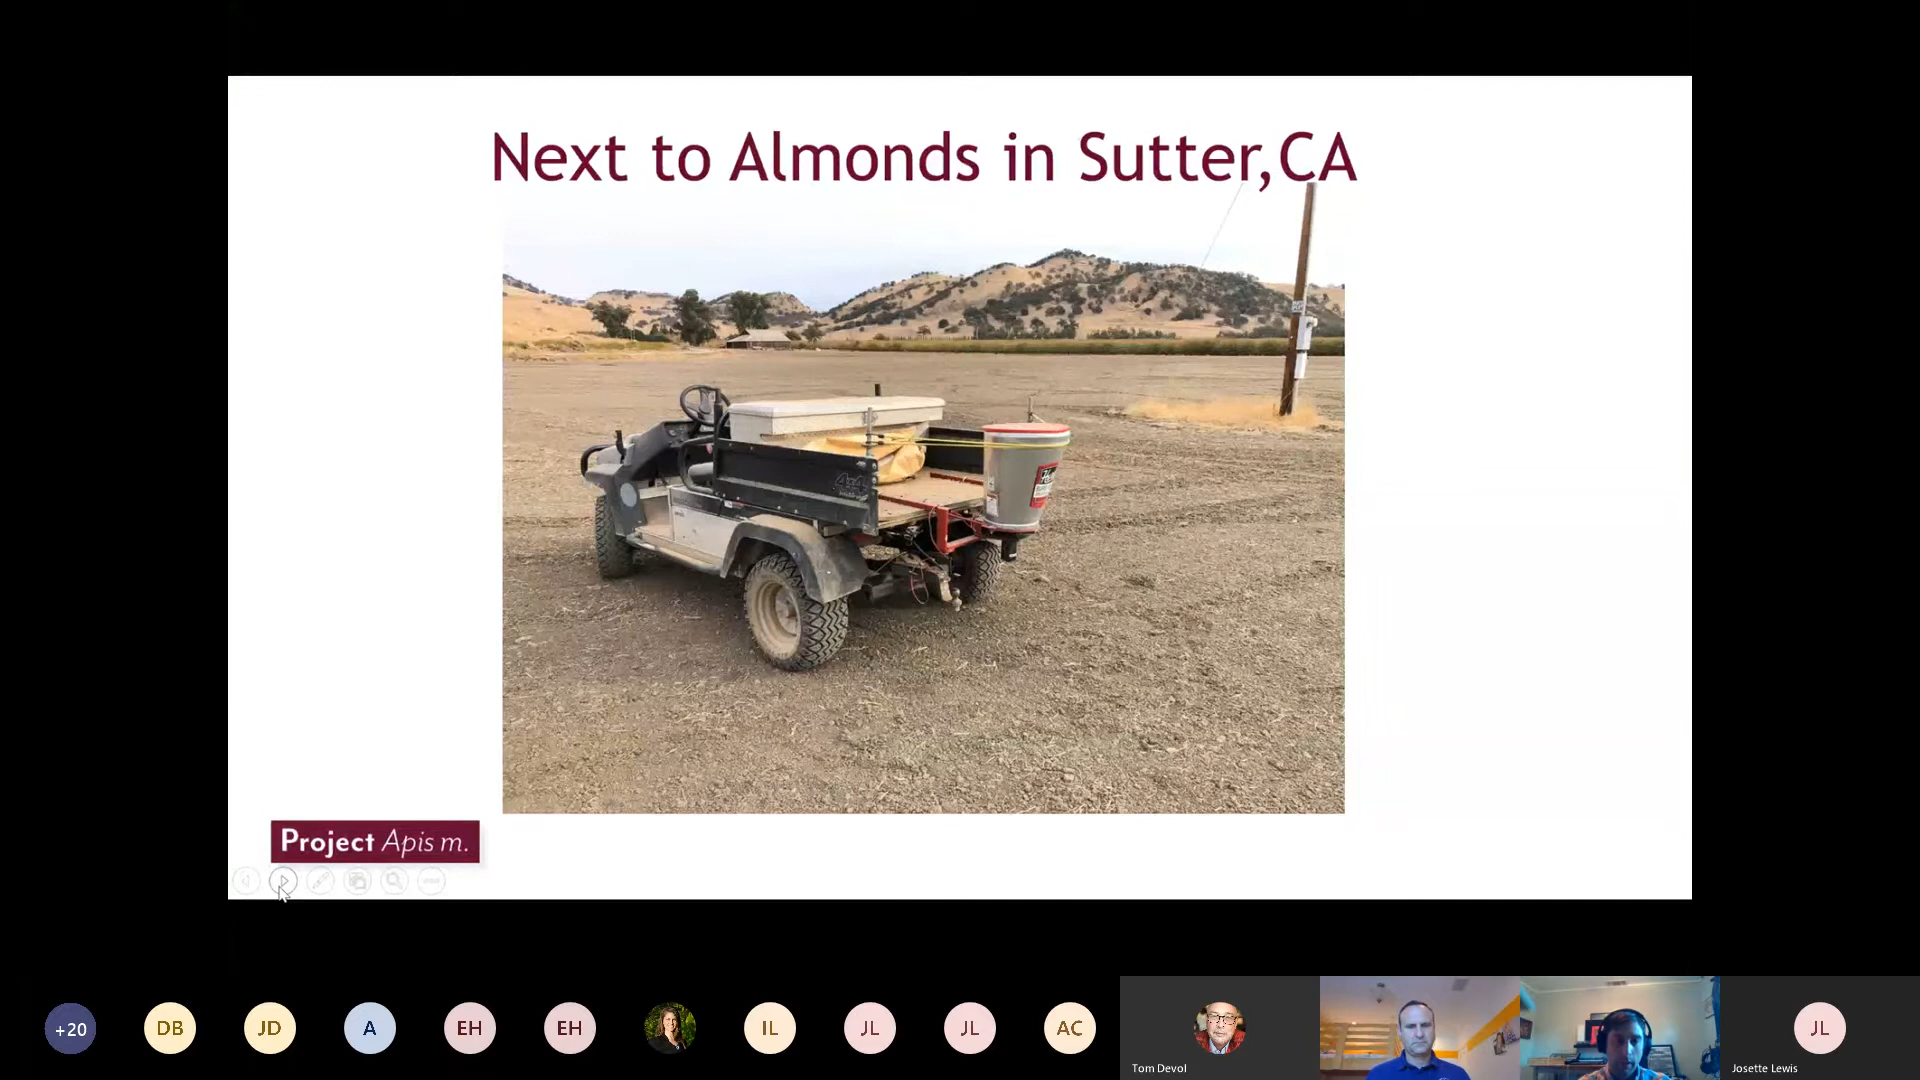 Next to Almonds in Sutter,CA
4x4
Project Apis m.
+20
DB
JD
A
EH
EH
IL
JL
JL
AC
Tom Devol
JL
Josette Lewis